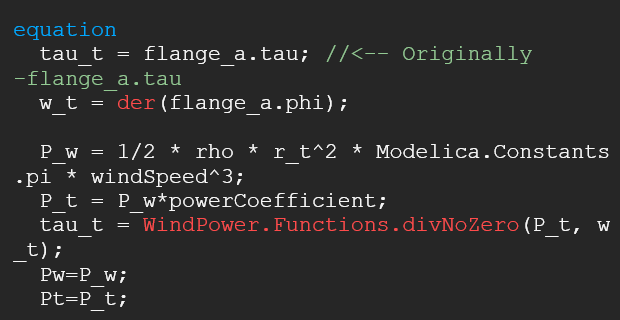 equation
  tau_t = flange_a.tau; //<-- Originally
-flange_a.tau
  w_t = der(flange_a.phi);

  P_w = 1/2 * rho * r_t^2 * Modelica.Constants
.pi * windSpeed^3;
  P_t = P_w*powerCoefficient;
  tau_t = WindPower.Functions.divNoZero(P_t, w
_t);
  Pw=P_w;
  Pt=P_t;